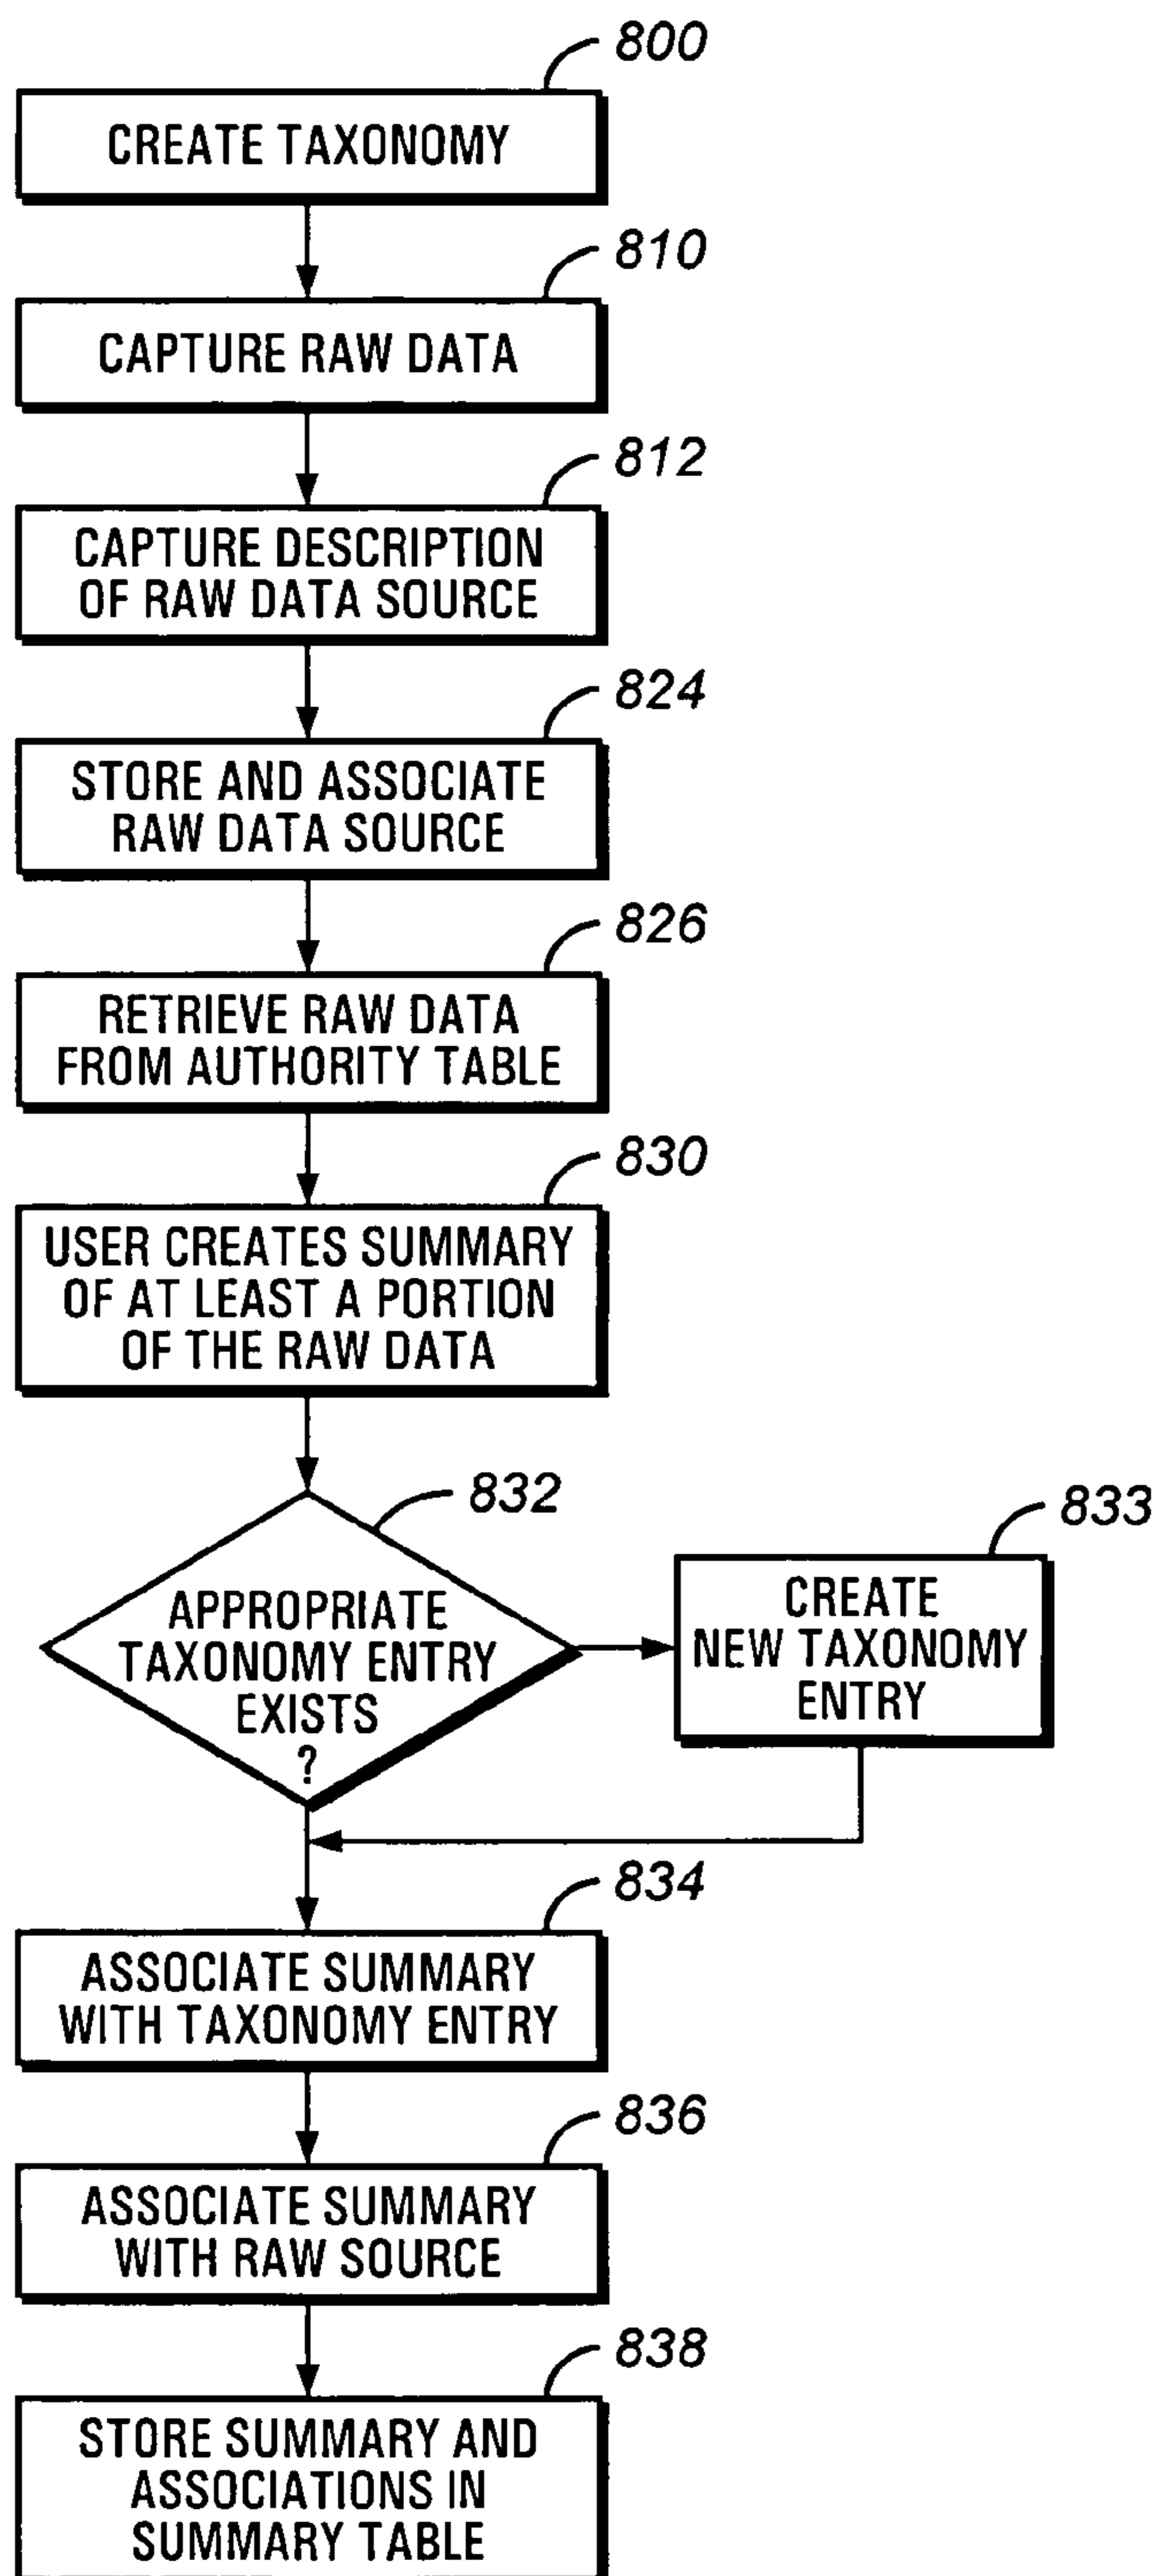 800
CREATE TAXONOMY
810
CAPTURE RAW DATA
812
CAPTURE DESCRIPTION
OF RAW DATA SOURCE
824
STORE AND ASSOCIATE
RAW DATA SOURCE
826
RETRIEVE RAW DATA
FROM AUTHORITY TABLE
830
USER CREATES SUMMARY
OF AT LEAST A PORTION
OF THE RAW DATA
832
APPROPRIATE
TAXONOMY ENTRY
EXISTS
?
833
CREATE
NEW TAXONOMY
ENTRY
834
ASSOCIATE SUMMARY
WITH TAXONOMY ENTRY
836
ASSOCIATE SUMMARY
WITH RAW SOURCE
838
STORE SUMMARY AND
ASSOCIATIONS IN
SUMMARY TABLE